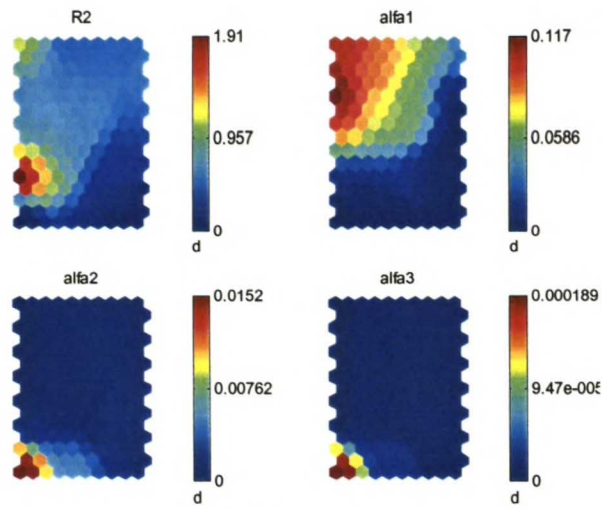 R2
alfa1
1.91
0.957
0
d
0.117
0.0586
0
d
alfa2
alfa3
0.0152
0.00762
0
d
0.000189
9.47e-005
0
d